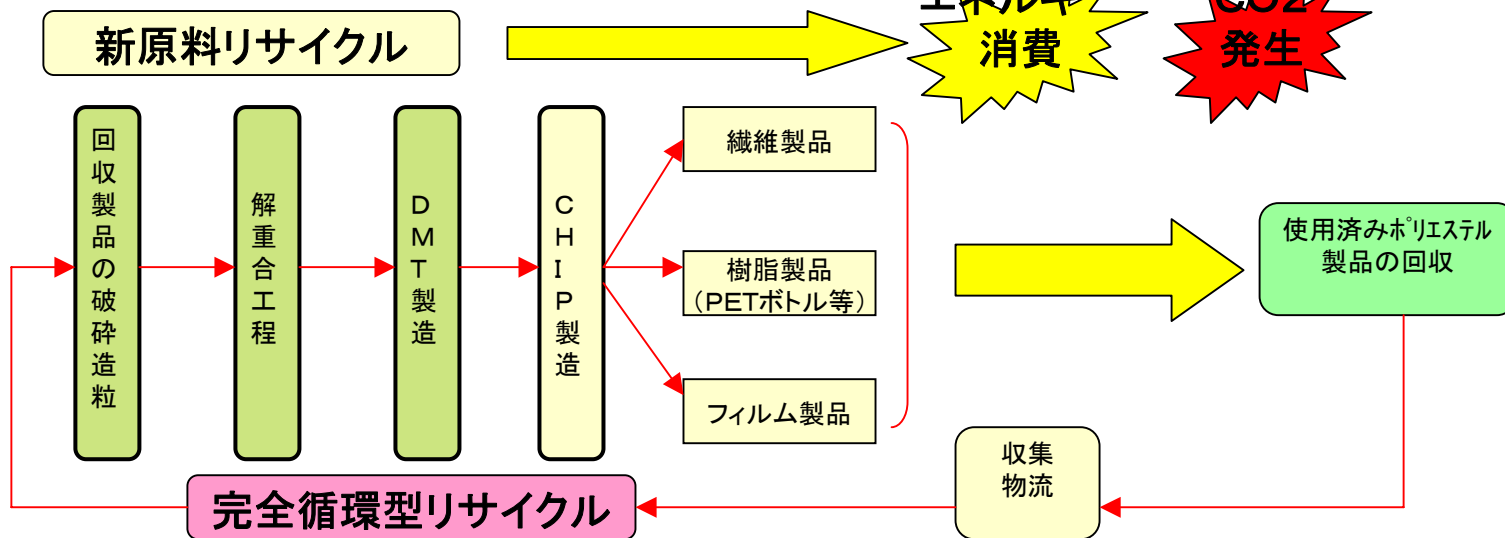 新原料リサイクル
消費
CO2
発生
回収製品の破砕造粒
解重合工程
DMT製造
CHIP製造
繊維製品
樹脂製品
（PETボトル等）
フィルム製品
使用済みﾎﾟﾘｴｽﾃﾙ
製品の回収
収集
物流
完全循環型リサイクル